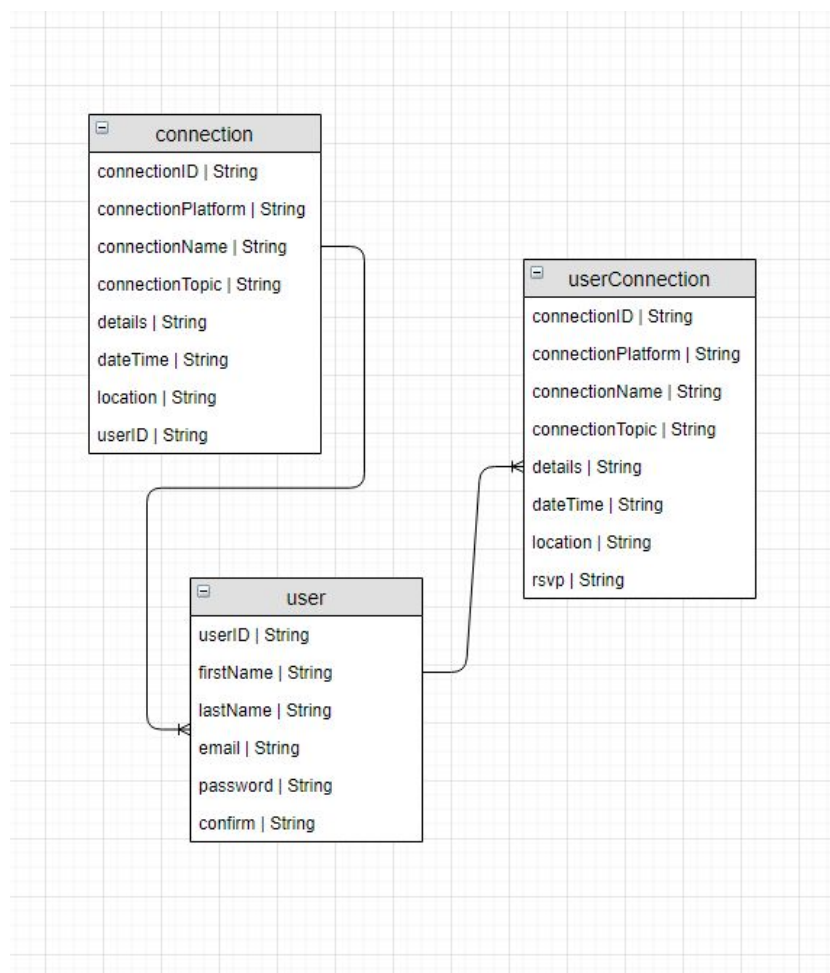 connection
connectionID | String
connectionPlatform | String
connectionName | String
connectionTopic | String
details | String
dateTime | String
location | String
userID | String
userConnection
connectionID | String
connectionPlatform | String
connectionName | String
connectionTopic | String
details | String
dateTime | String
location | String
rsvp | String
user
userID | String
firstName | String
lastName | String
email | String
password | String
confirm | String